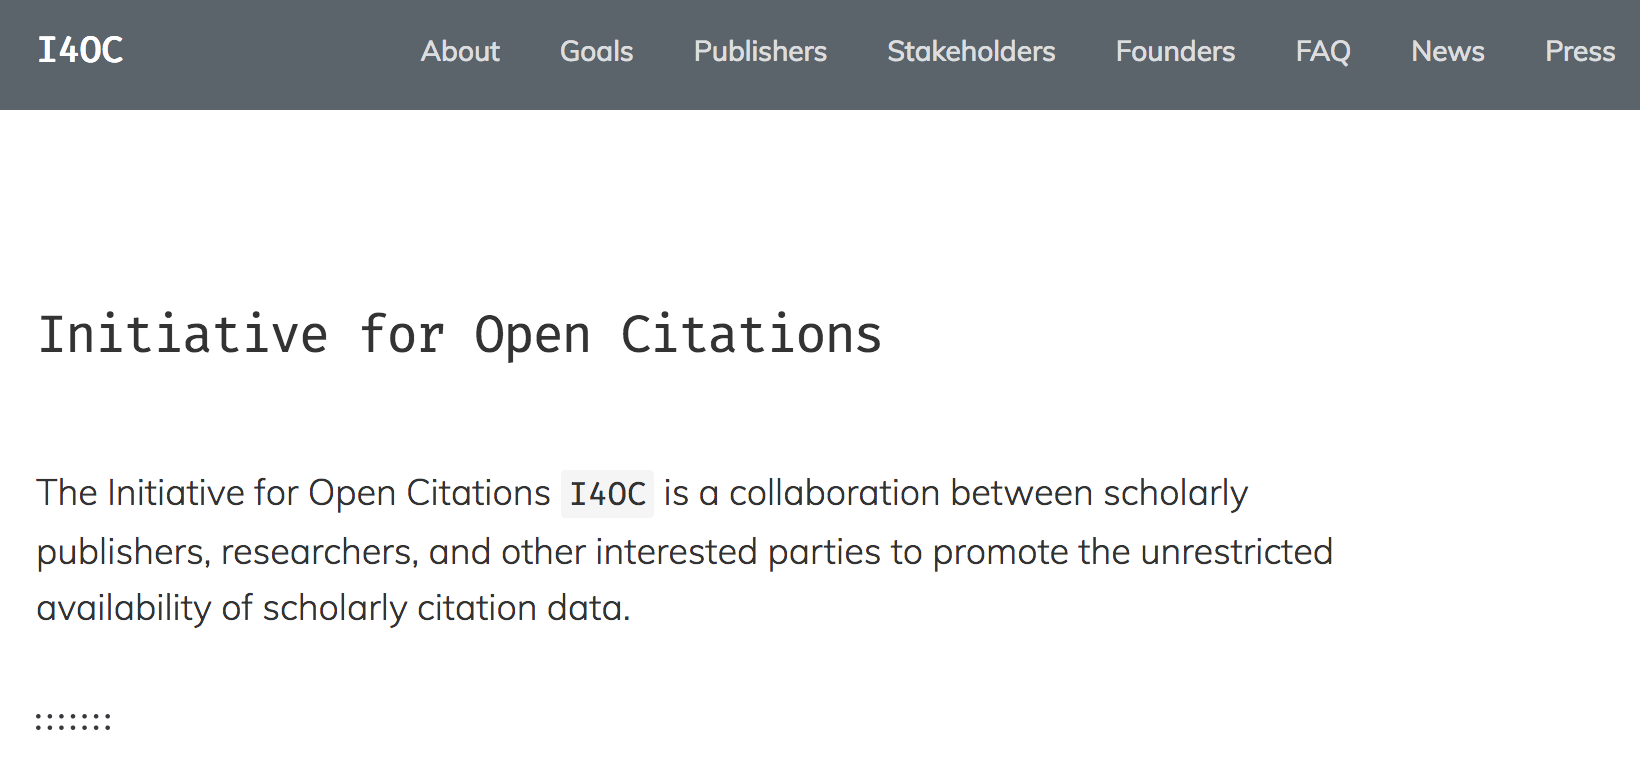 I4OC About Goals Publishers Stakeholders Founders FAQ News Press
Initiative for Open Citations
The Initiative for Open Citations I4OC is a collaboration between scholarly
publishers, researchers, and other interested parties to promote the unrestricted
availability of scholarly citation data.
:::::::